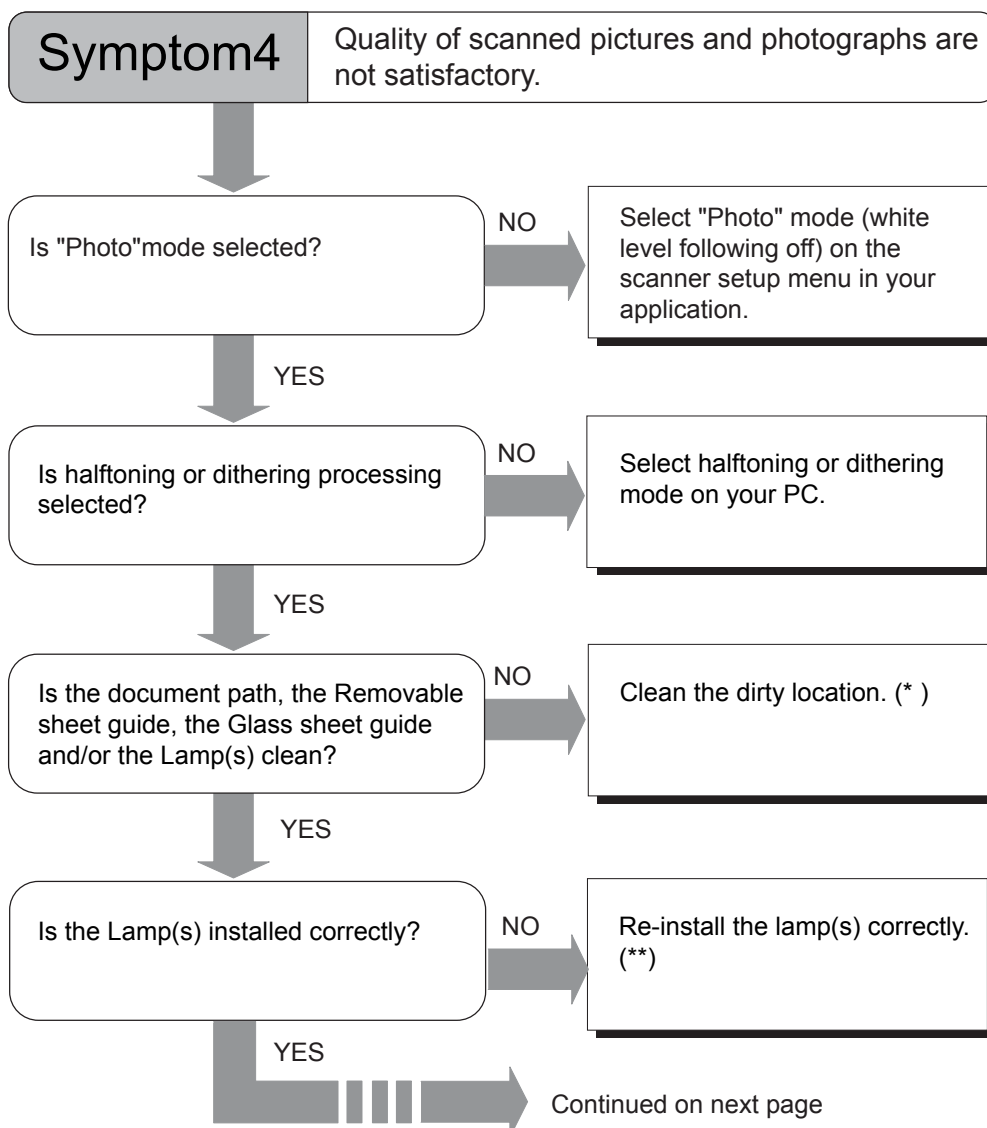 Symptom4
Quality of scanned pictures and photographs are
not satisfactory.
Is "Photo"mode selected?
NO
Select "Photo" mode (white
level following off) on the
scanner setup menu in your
application.
YES
Is halftoning or dithering processing
selected?
NO
Select halftoning or dithering
mode on your PC.
YES
Is the document path, the Removable
sheet guide, the Glass sheet guide
and/or the Lamp(s) clean?
NO
Clean the dirty location. (* )
YES
Is the Lamp(s) installed correctly?
NO
Re-install the lamp(s) correctly.
(**)
YES
Continued on next page